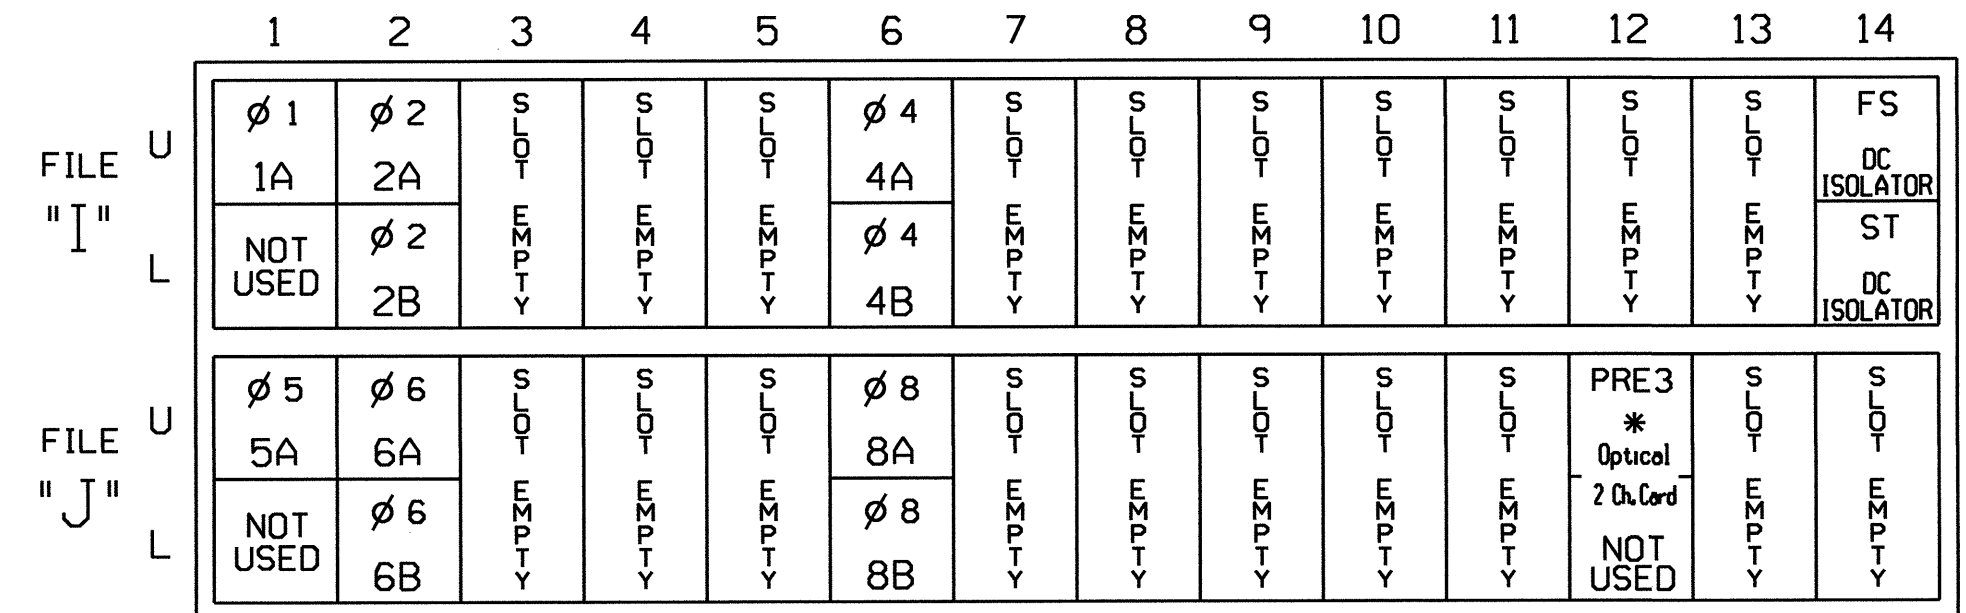 1 2 3 4 5 6 7 8 9 10 11 12 13 14
FILE "I"
U
L
Ø 1 1A
NOT USED
Ø 2 2A
Ø 2 2B
SLOT EMPTY
SLOT EMPTY
SLOT EMPTY
Ø 4 4A
Ø 4 4B
SLOT EMPTY
SLOT EMPTY
SLOT EMPTY
SLOT EMPTY
SLOT EMPTY
SLOT EMPTY
SLOT EMPTY
FS DC ISOLATOR
ST DC ISOLATOR
FILE "J"
U
L
Ø 5 5A
NOT USED
Ø 6 6A
Ø 6 6B
SLOT EMPTY
SLOT EMPTY
SLOT EMPTY
Ø 8 8A
Ø 8 8B
SLOT EMPTY
SLOT EMPTY
SLOT EMPTY
SLOT EMPTY
SLOT EMPTY
PRE3
*
Optical
2 Ch. Card
NOT USED
SLOT EMPTY
SLOT EMPTY